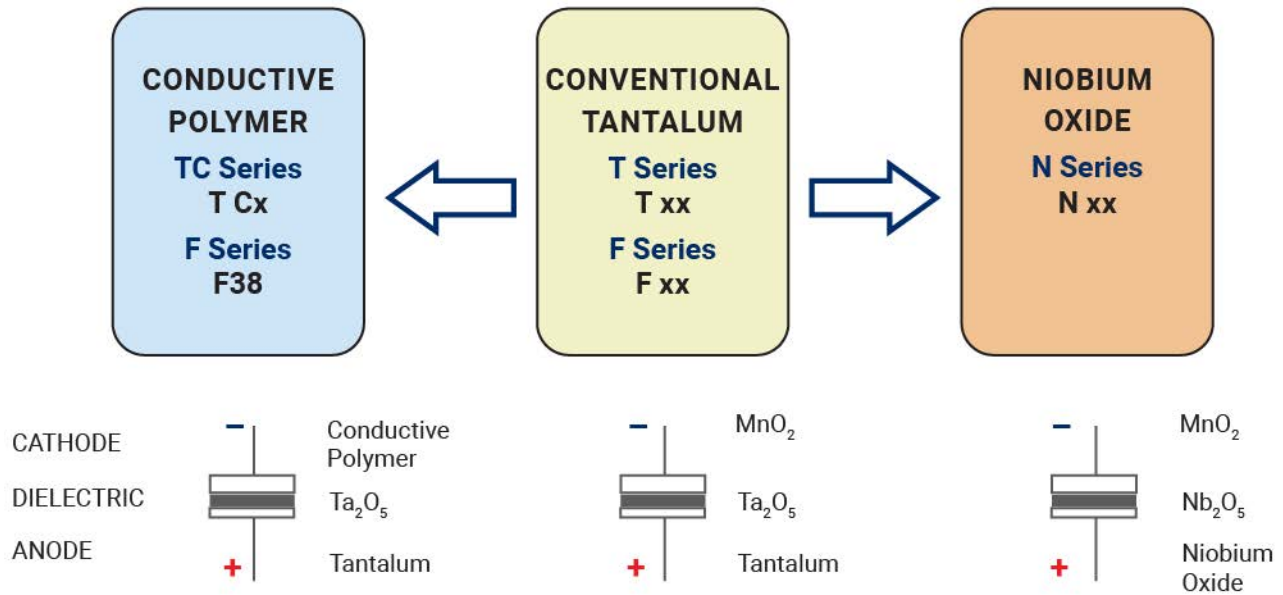 CONDUCTIVE
POLYMER
TC Series
T Cx
F Series
F38
CONVENTIONAL
TANTALUM
T Series
T xx
F Series
F xx
NIOBIUM
OXIDE
N Series
N xx
CATHODE
DIELECTRIC
ANODE
–
Conductive
Polymer
Ta₂O₅
+
Tantalum
–
MnO₂
Ta₂O₅
+
Tantalum
–
MnO₂
Nb₂O₅
+
Niobium
Oxide